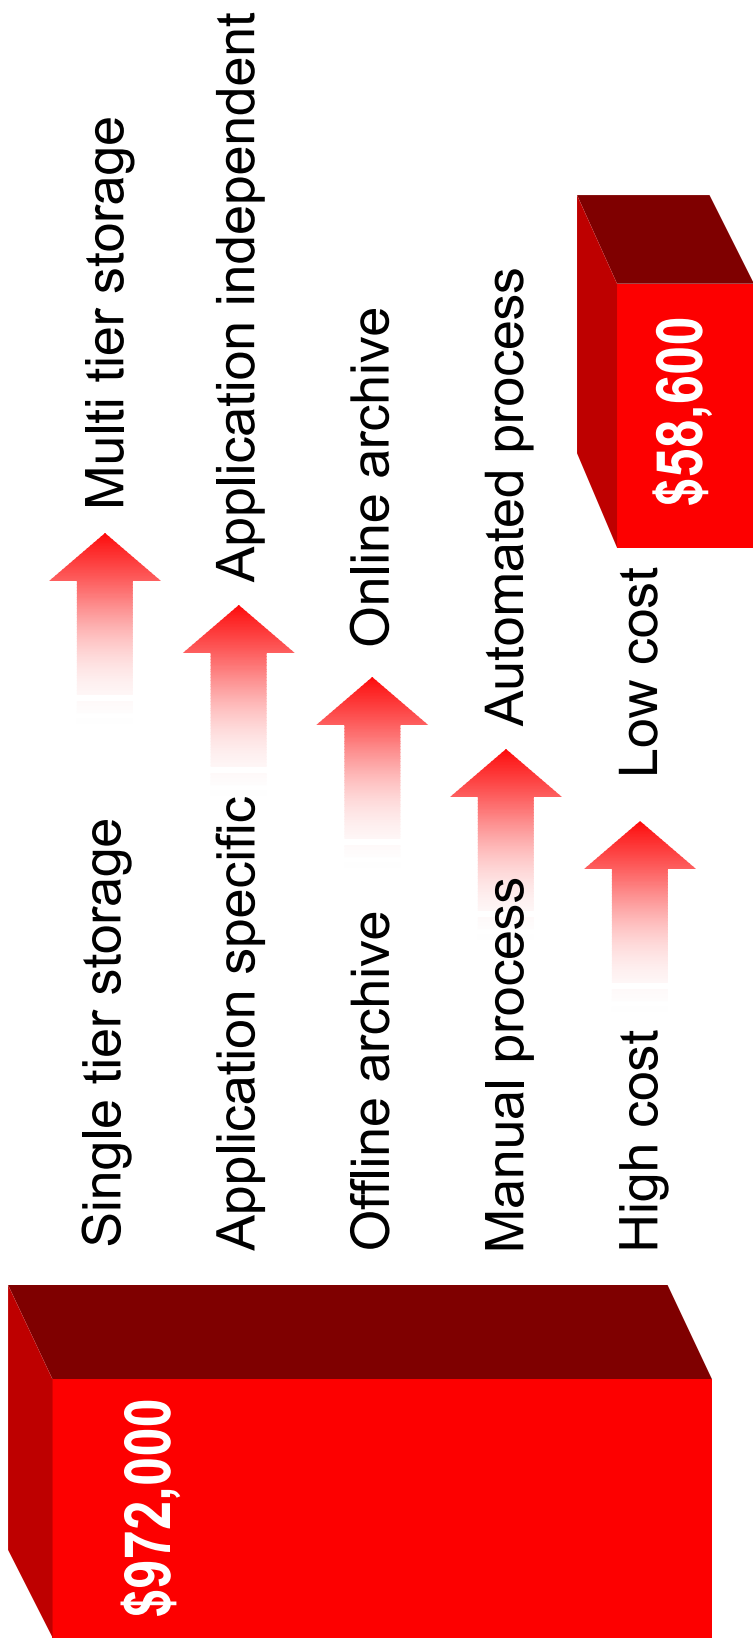 $972,000
Single tier storage
Multi tier storage
Application specific
Application independent
Offline archive
Online archive
Manual process
Automated process
High cost
Low cost
$58,600